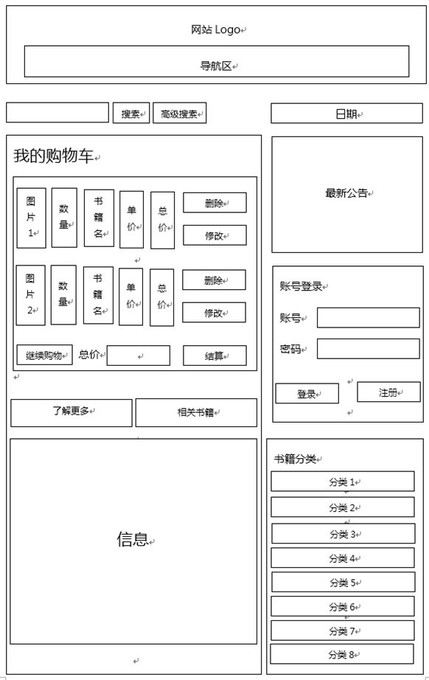 网站 Logo
导航区
搜索
高级搜索
日期
我的购物车
图片1
数量
书籍名
单价
总价
删除
修改
图片2
数量
书籍名
单价
总价
删除
修改
继续购物
总价
结算
了解更多
相关书籍
信息
最新公告
账号登录
账号
密码
登录
注册
书籍分类
分类 1
分类 2
分类 3
分类 4
分类 5
分类 6
分类 7
分类 8